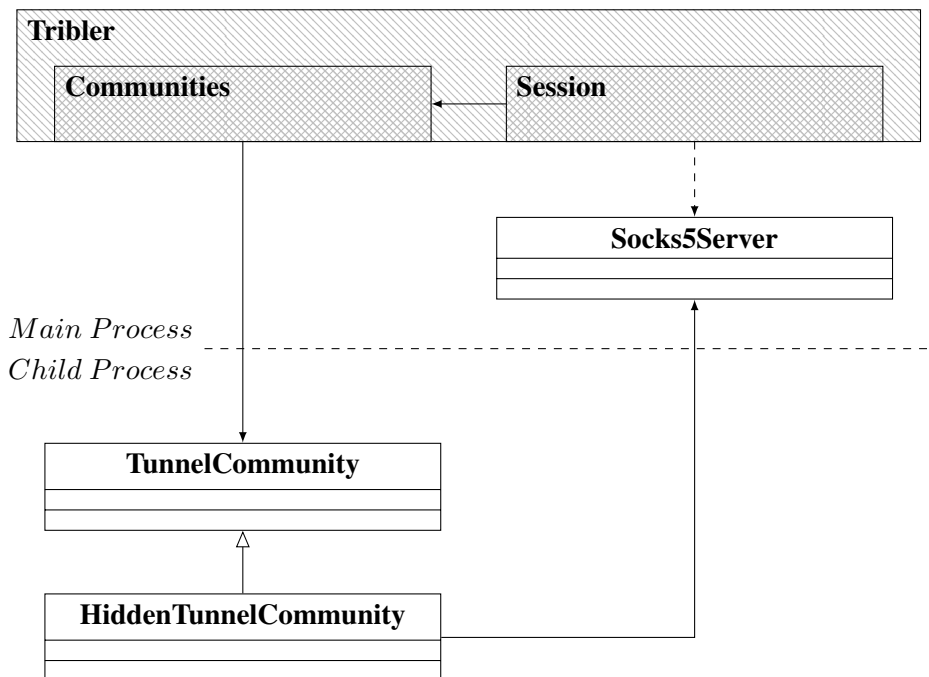 Tribler
Communities
Session
Socks5Server
Main Process
Child Process
TunnelCommunity
HiddenTunnelCommunity